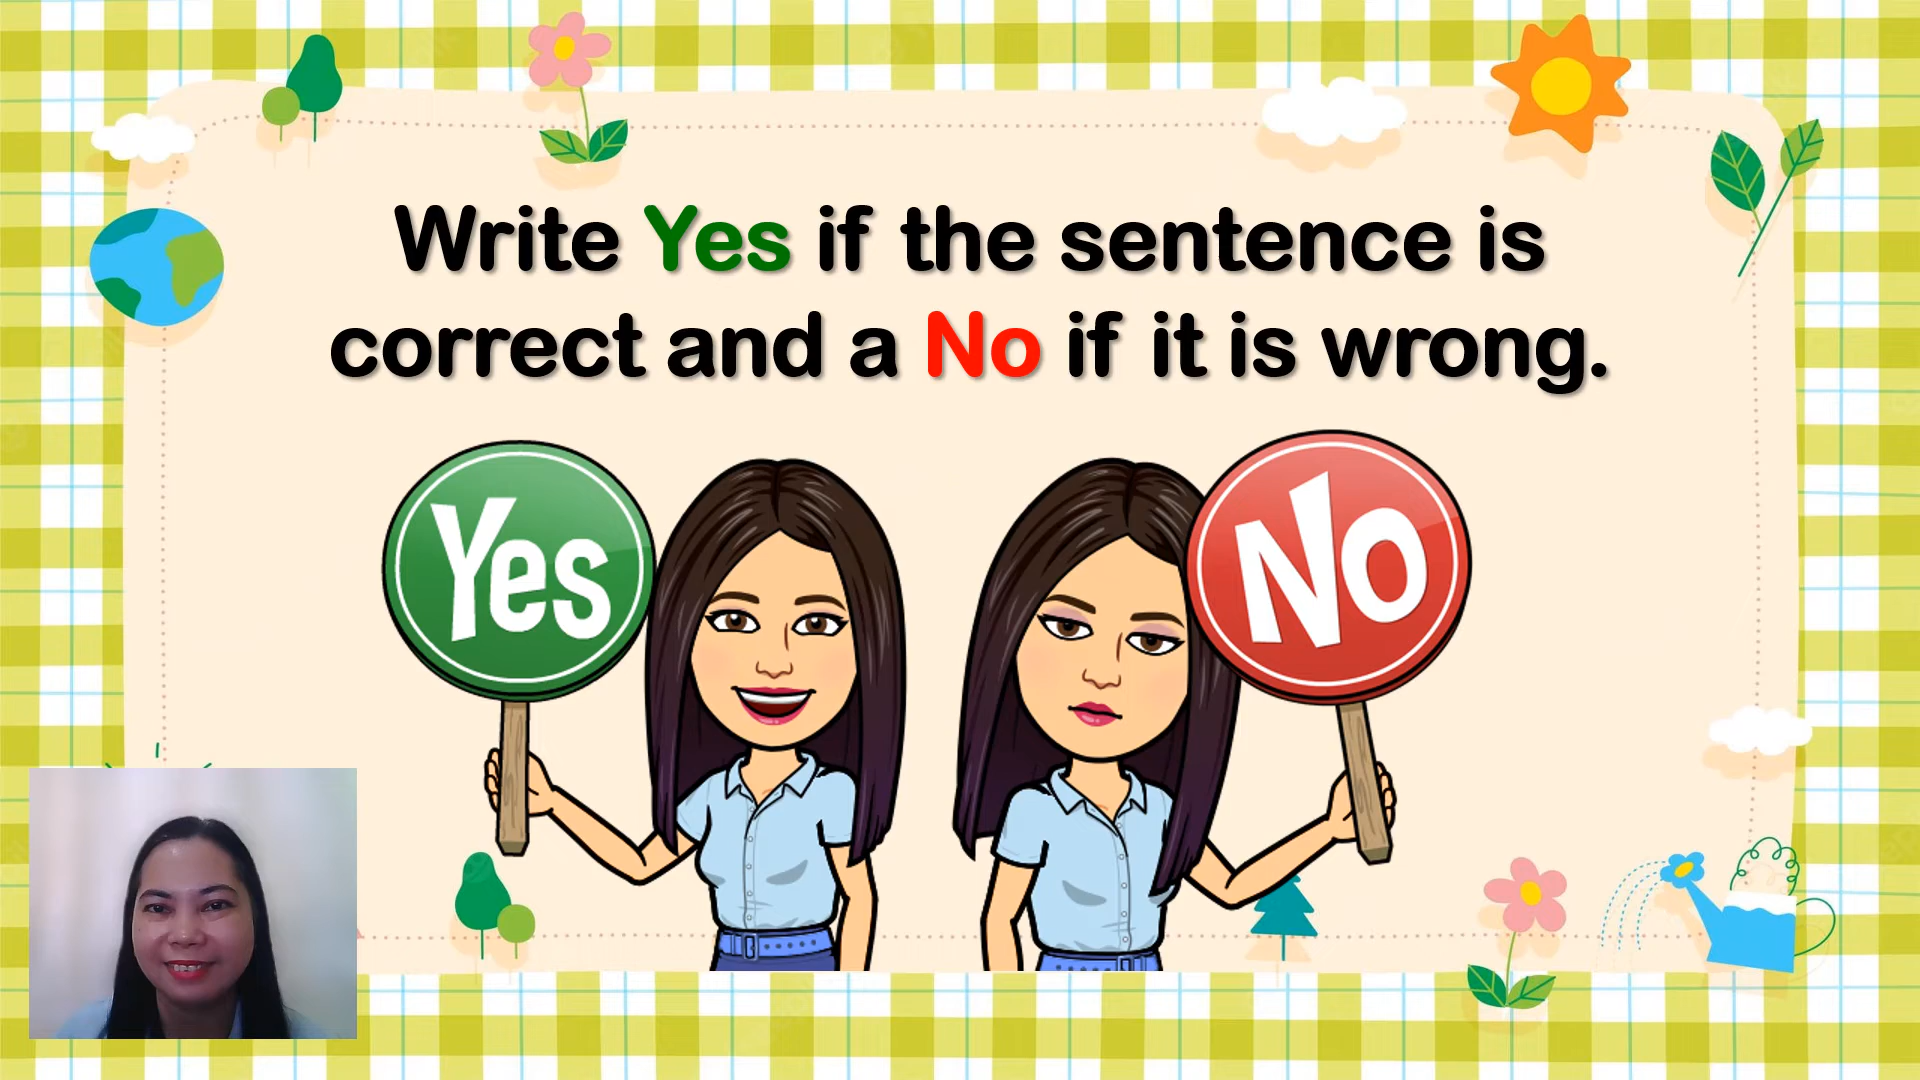 Write Yes if the sentence is
correct and a No if it is wrong.
Yes
No